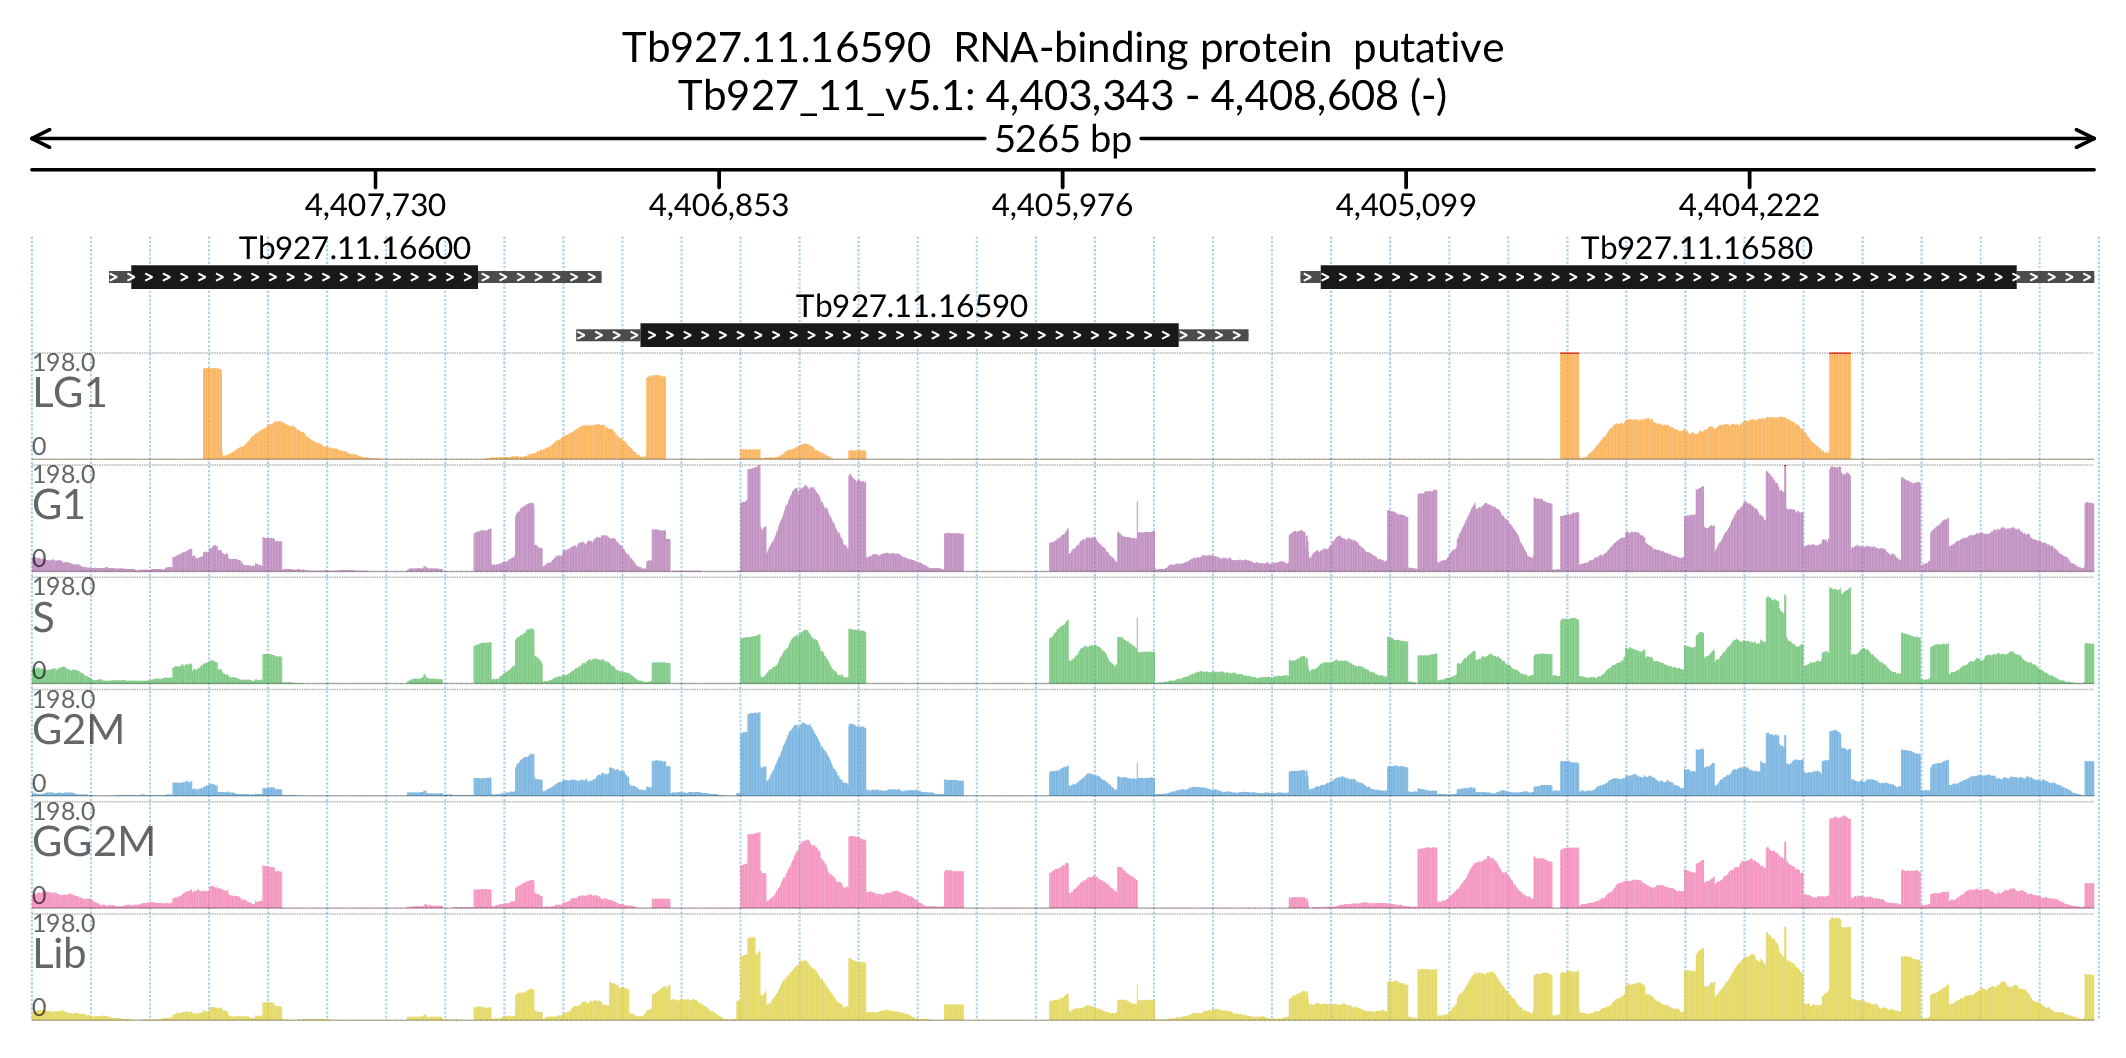 Tb927.11.16590  RNA-binding protein  putative
Tb927_11_v5.1: 4,403,343 - 4,408,608 (-)
5265 bp
4,407,730 4,406,853 4,405,976 4,405,099 4,404,222
Tb927.11.16600 Tb927.11.16580
Tb927.11.16590
198.0
LG1
0
198.0
G1
0
198.0
S
0
198.0
G2M
0
198.0
GG2M
0
198.0
Lib
0